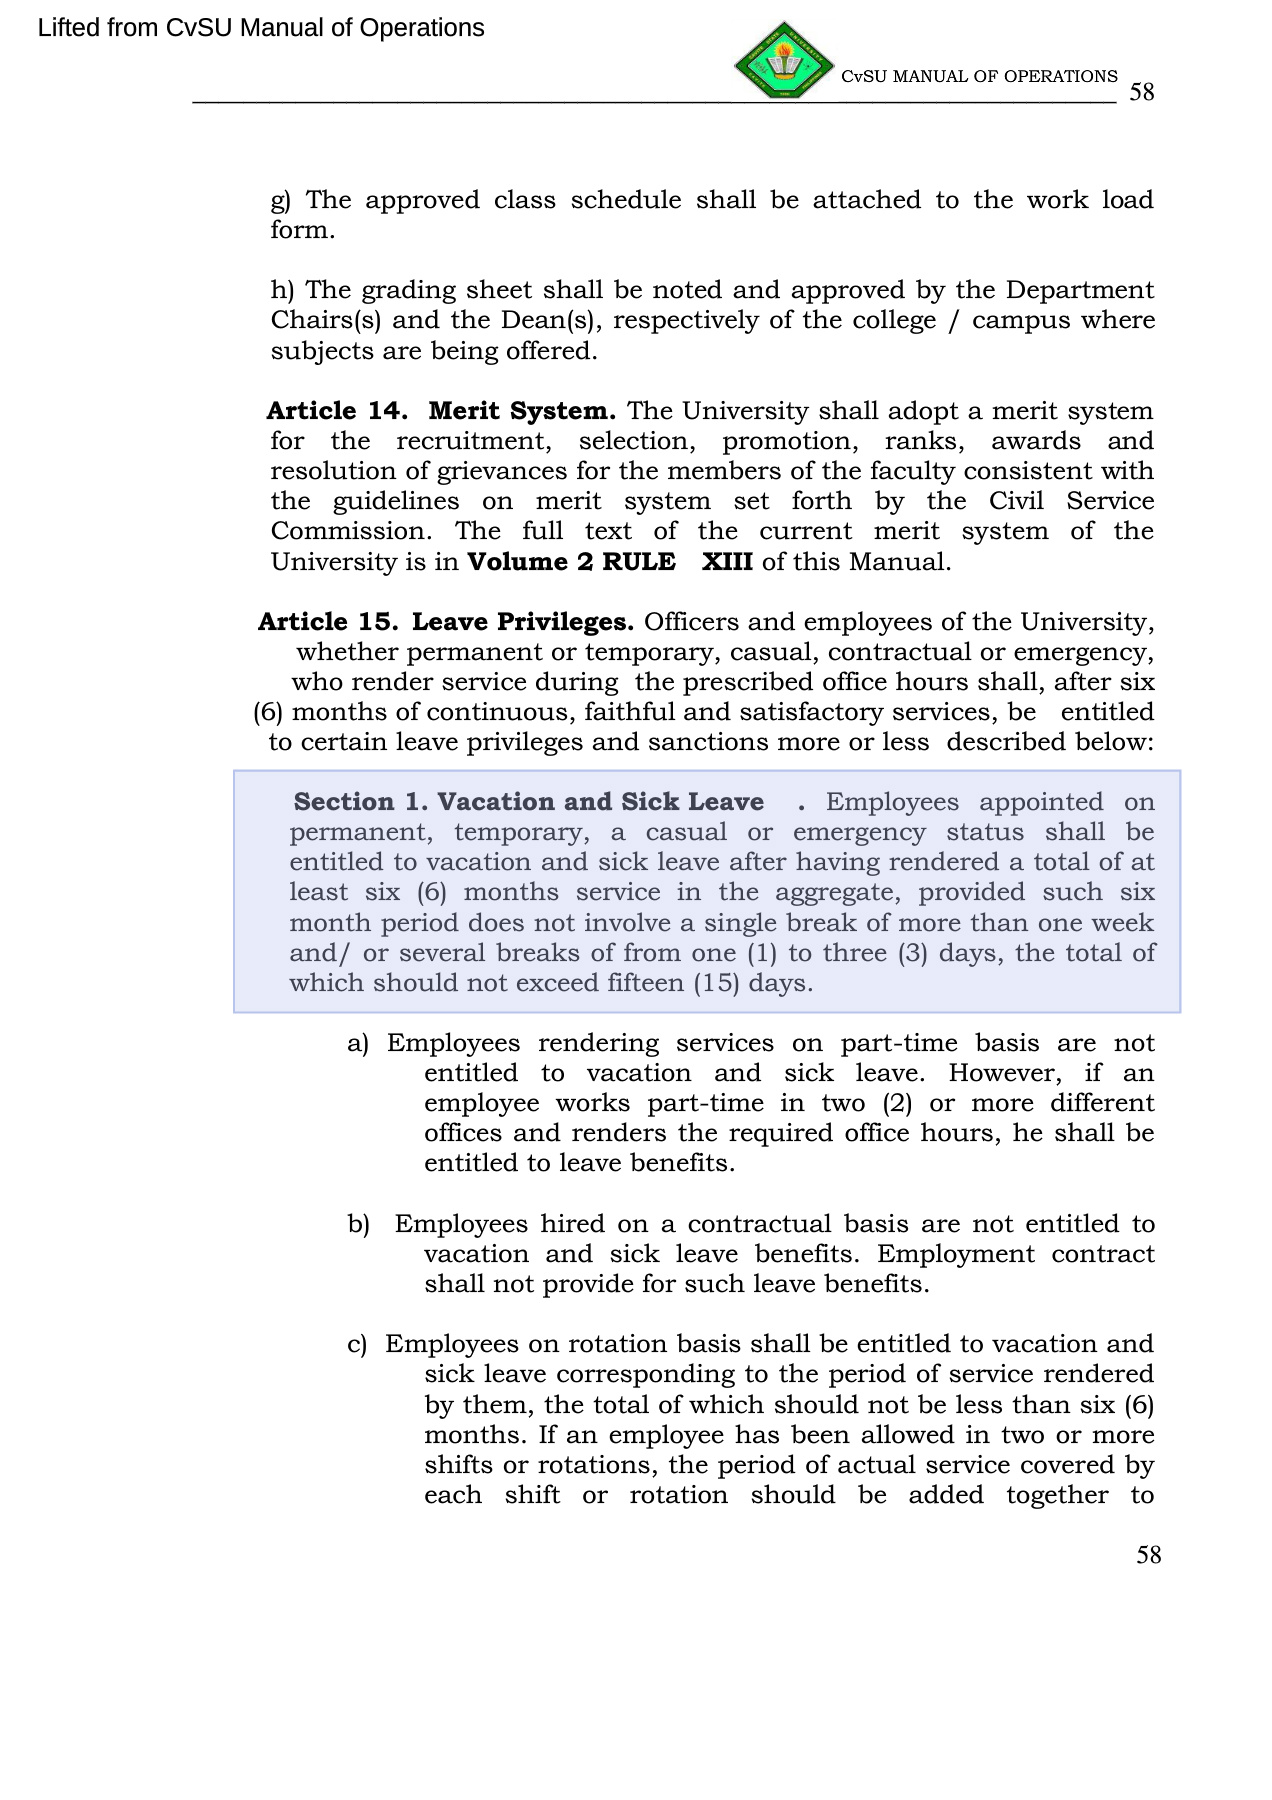 Lifted from CvSU Manual of Operations
CvSU MANUAL OF OPERATIONS 58
g) The approved class schedule shall be attached to the work load
form.
h) The grading sheet shall be noted and approved by the Department
Chairs(s) and the Dean(s), respectively of the college / campus where
subjects are being offered.
Article 14. Merit System. The University shall adopt a merit system
for the recruitment, selection, promotion, ranks, awards and
resolution of grievances for the members of the faculty consistent with
the guidelines on merit system set forth by the Civil Service
Commission. The full text of the current merit system of the
University is in Volume 2 RULE XIII of this Manual.
Article 15. Leave Privileges. Officers and employees of the University,
whether permanent or temporary, casual, contractual or emergency,
who render service during the prescribed office hours shall, after six
(6) months of continuous, faithful and satisfactory services, be entitled
to certain leave privileges and sanctions more or less described below:
Section 1. Vacation and Sick Leave . Employees appointed on
permanent, temporary, a casual or emergency status shall be
entitled to vacation and sick leave after having rendered a total of at
least six (6) months service in the aggregate, provided such six
month period does not involve a single break of more than one week
and/ or several breaks of from one (1) to three (3) days, the total of
which should not exceed fifteen (15) days.
a) Employees rendering services on part-time basis are not
entitled to vacation and sick leave. However, if an
employee works part-time in two (2) or more different
offices and renders the required office hours, he shall be
entitled to leave benefits.
b) Employees hired on a contractual basis are not entitled to
vacation and sick leave benefits. Employment contract
shall not provide for such leave benefits.
c) Employees on rotation basis shall be entitled to vacation and
sick leave corresponding to the period of service rendered
by them, the total of which should not be less than six (6)
months. If an employee has been allowed in two or more
shifts or rotations, the period of actual service covered by
each shift or rotation should be added together to
58